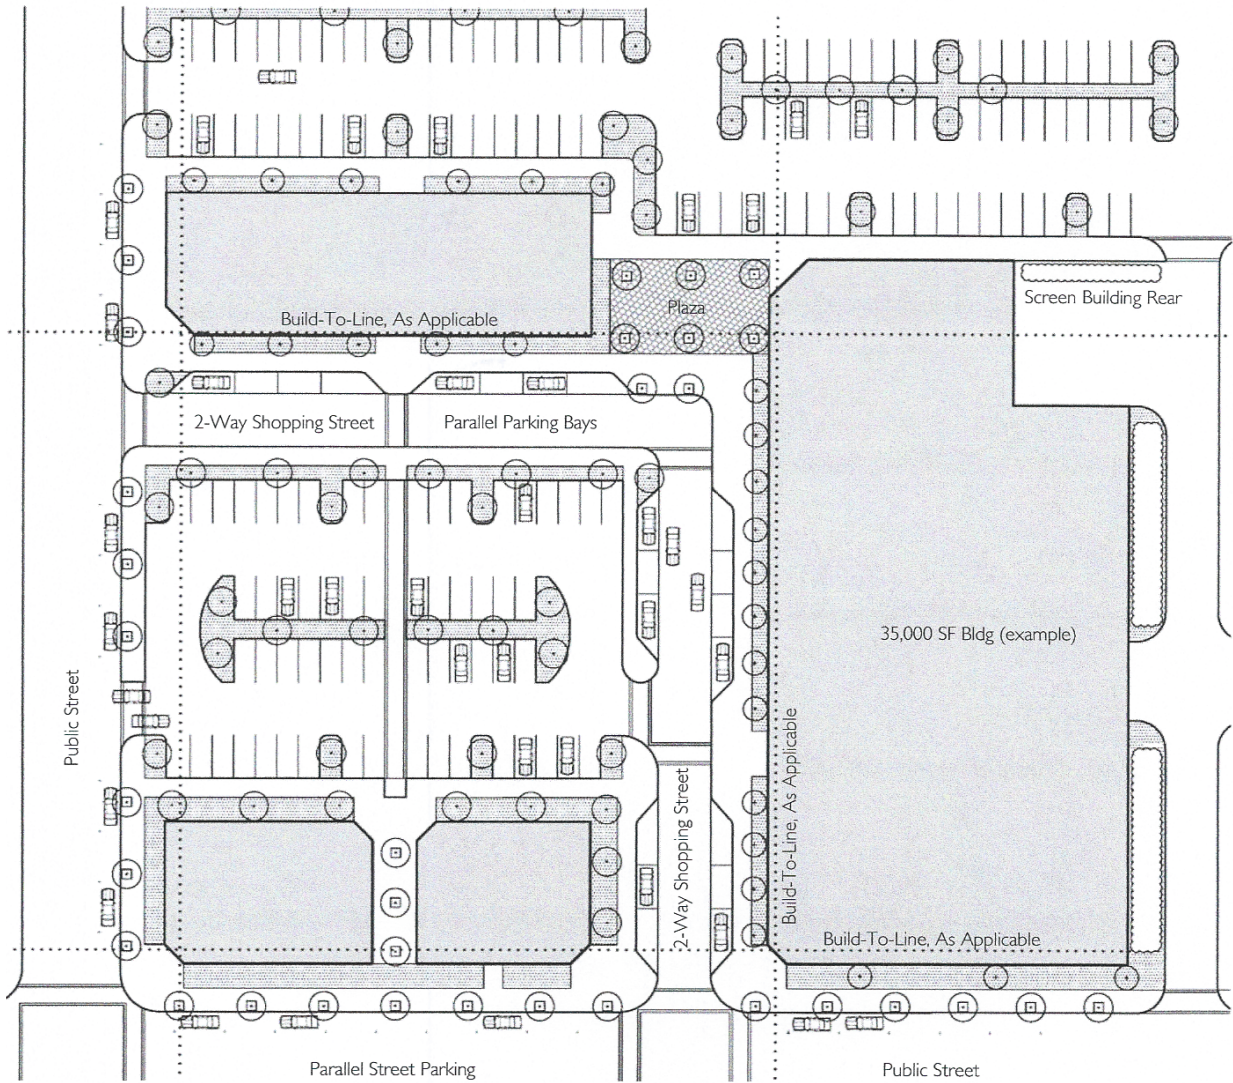 Plaza
Screen Building Rear
Build-To-Line, As Applicable
2-Way Shopping Street
Parallel Parking Bays
35,000 SF Bldg (example)
Public Street
Build-To-Line, As Applicable
2-Way Shopping Street
Build-To-Line, As Applicable
Parallel Street Parking
Public Street